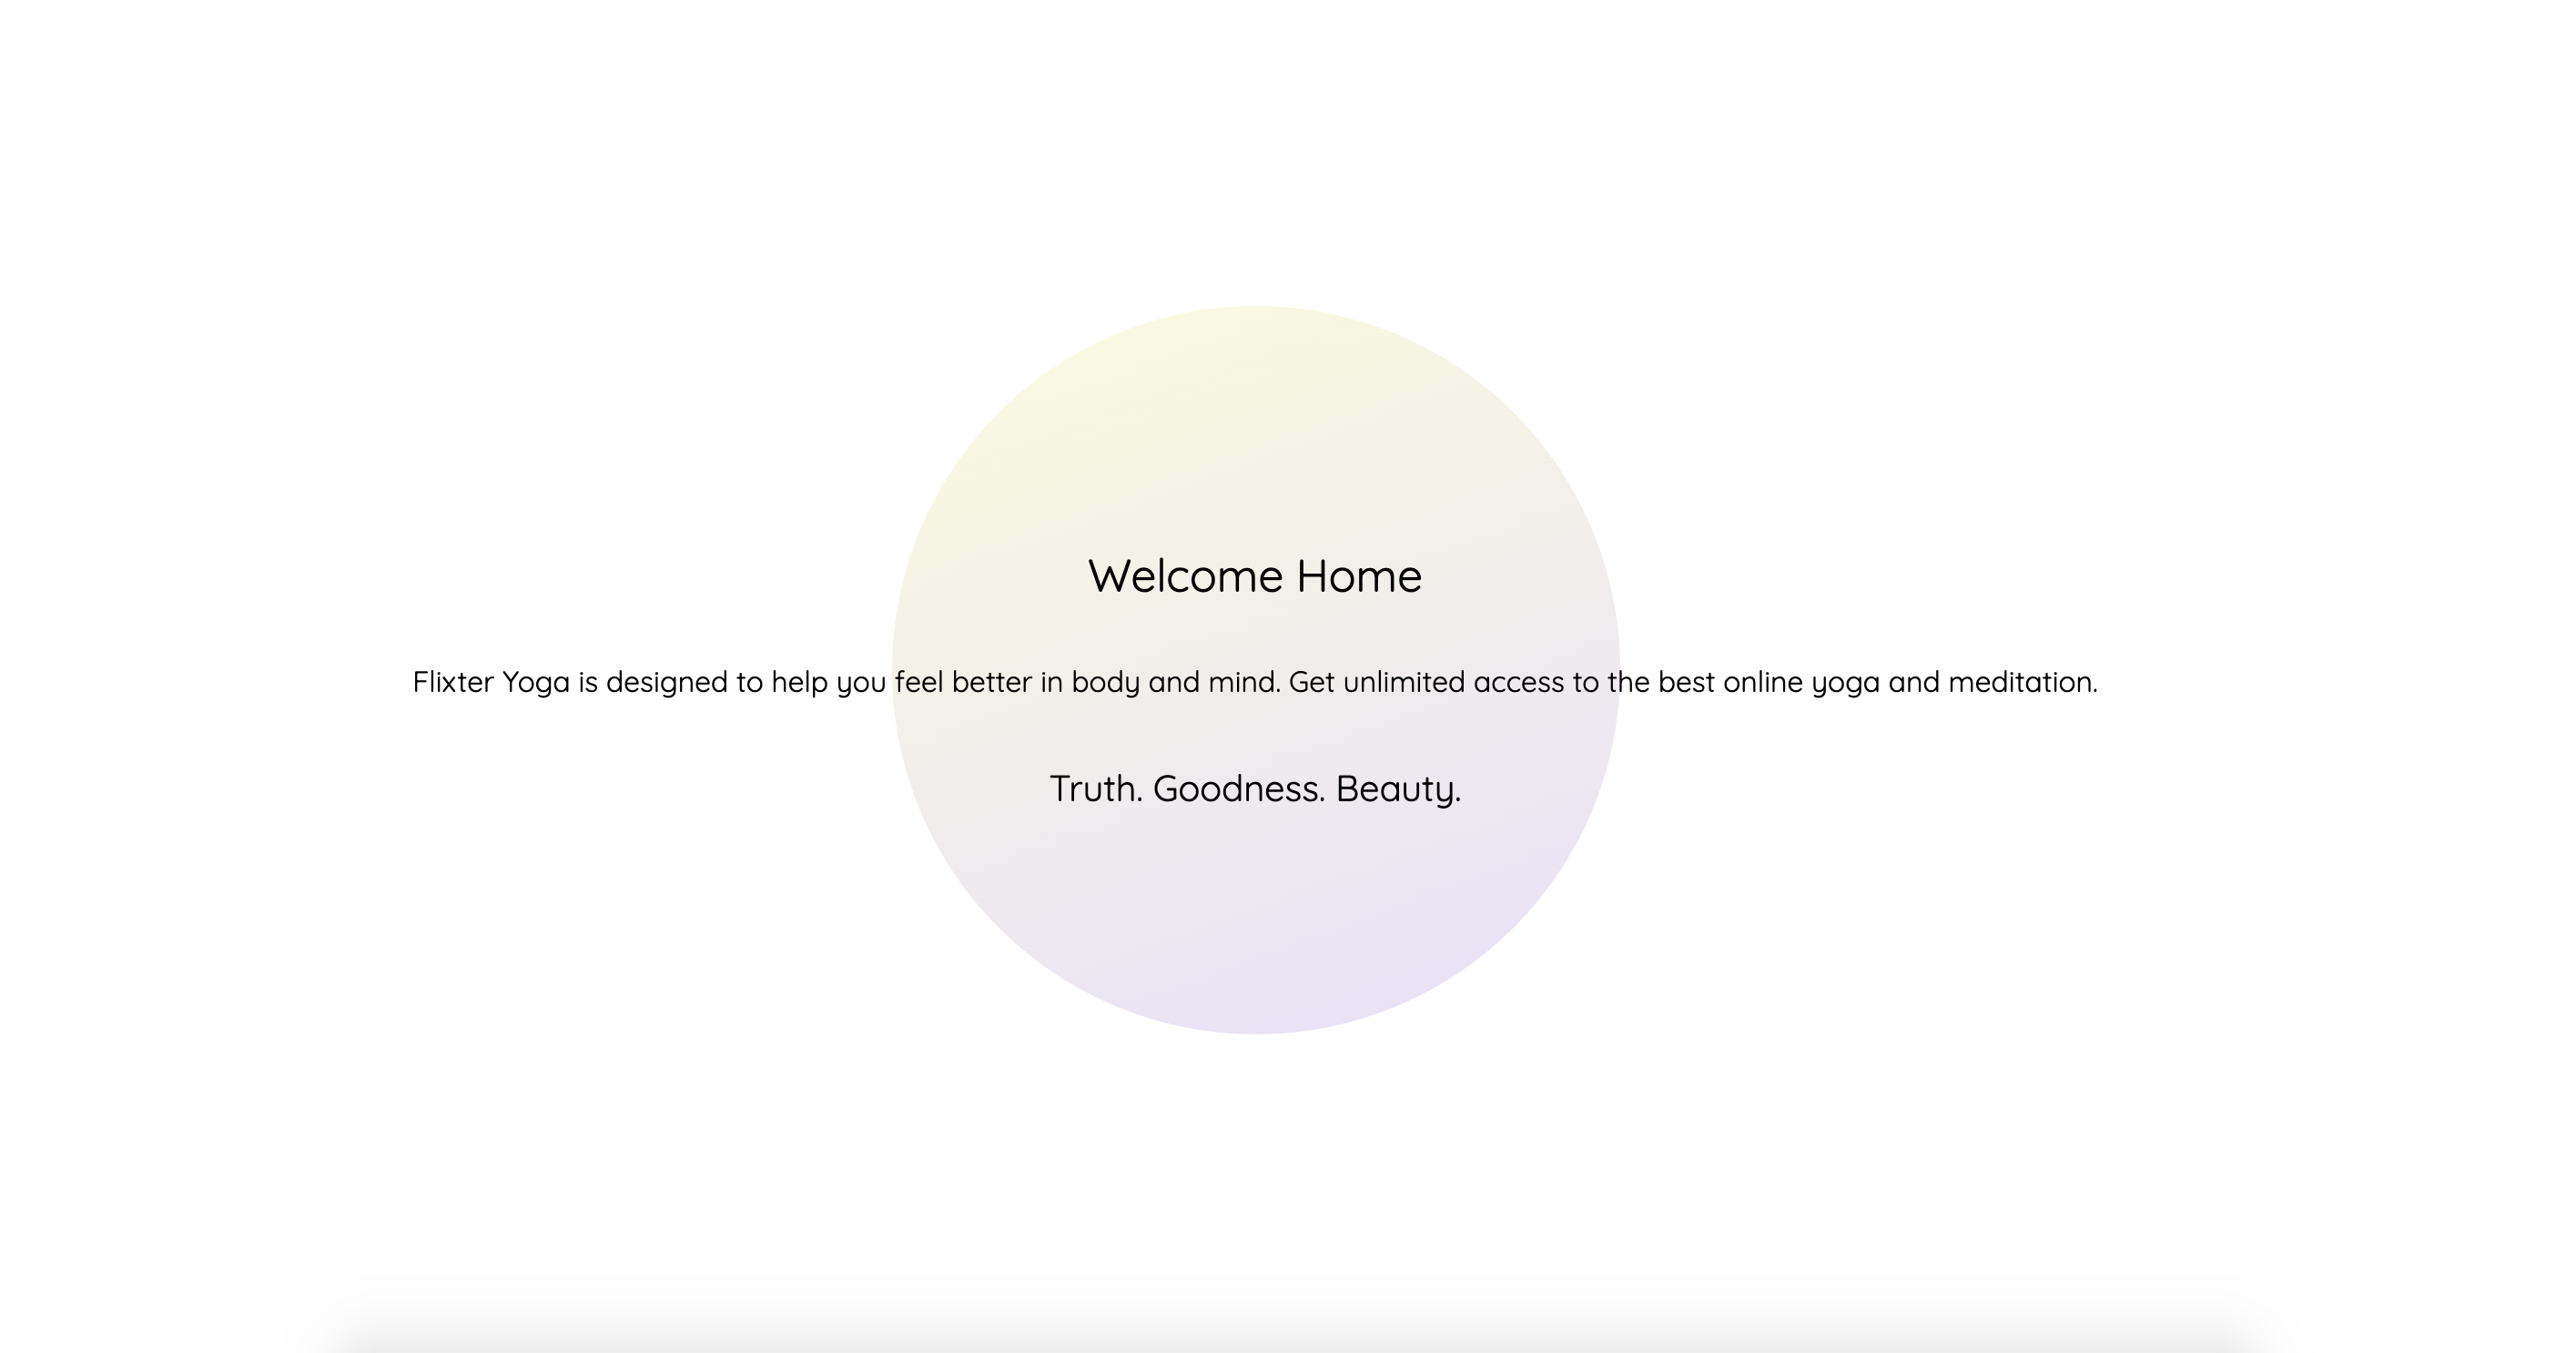 Welcome Home
Flixter Yoga is designed to help you feel better in body and mind. Get unlimited access to the best online yoga and meditation.
Truth. Goodness. Beauty.